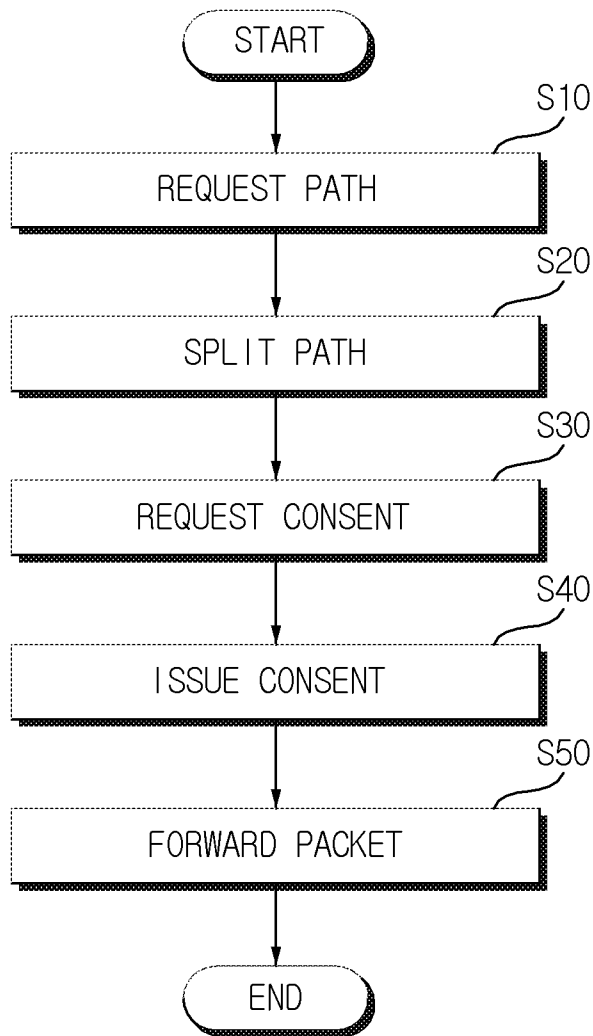 START
S10
REQUEST PATH
S20
SPLIT PATH
S30
REQUEST CONSENT
S40
ISSUE CONSENT
S50
FORWARD PACKET
END